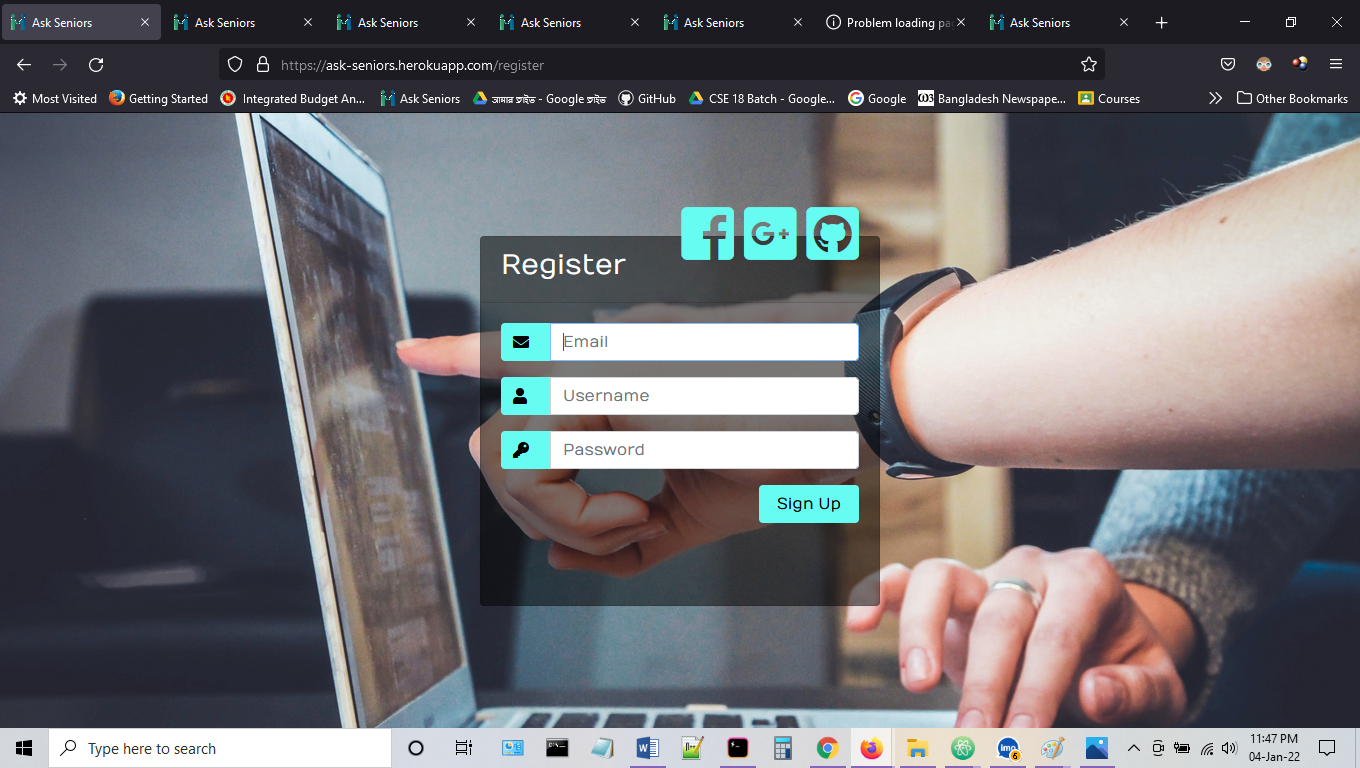 Ask Seniors
Ask Seniors
Ask Seniors
Ask Seniors
Ask Seniors
Problem loading pa
Ask Seniors
https://ask-seniors.herokuapp.com/register
Most Visited
Getting Started
Integrated Budget An...
Ask Seniors
আমার ড্রাইভ - Google ড্রাইভ
GitHub
CSE 18 Batch - Google...
Google
Bangladesh Newspape...
Courses
Other Bookmarks
Register
Email
Username
Password
Sign Up
Type here to search
11:47 PM
04-Jan-22